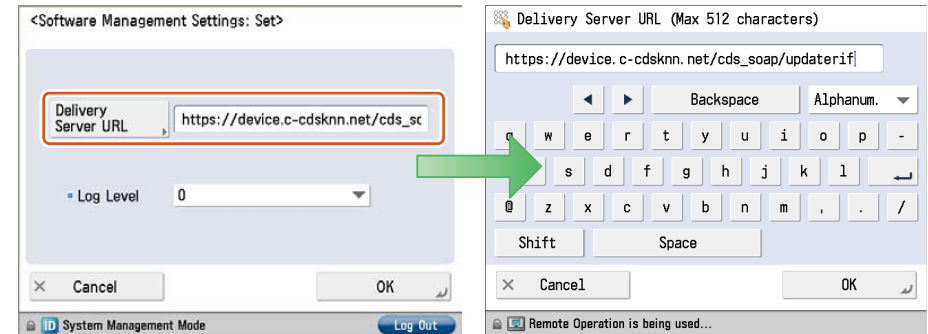 <Software Management Settings: Set>
Delivery
Server URL
https://device.c-cdsknn.net/cds_sc
Log Level
0
Cancel
OK
System Management Mode
Log Out
Delivery Server URL (Max 512 characters)
https://device.c-cdsknn.net/cds_soap/updaterif
Backspace
Alphanum.
q w e r t y u i o p -
s d f g h j k l
@ z x c v b n m , . /
Shift
Space
Cancel
OK
Remote Operation is being used...